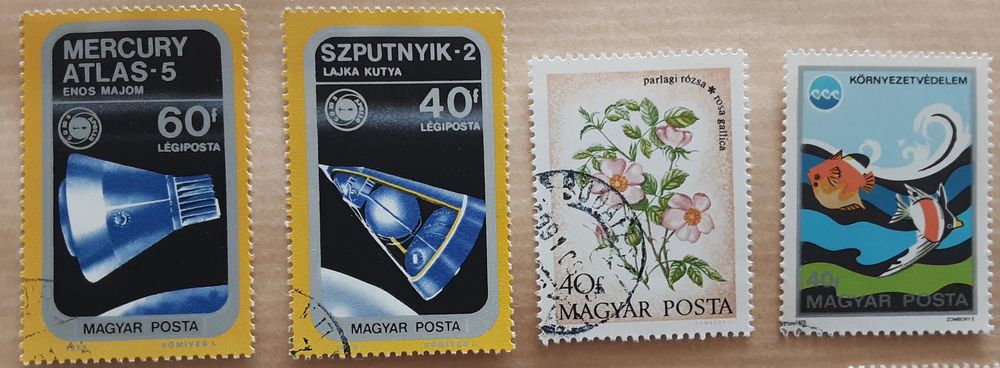 MERCURY
ATLAS-5
ENOS MAJOM
60f
LÉGIPOSTA
MAGYAR POSTA
SZPUTNYIK-2
LAJKA KUTYA
40f
LÉGIPOSTA
MAGYAR POSTA
parlagi rózsa * rosa gallica
40f
MAGYAR POSTA
KÖRNYEZETVÉDELEM
40f
MAGYAR POSTA
ZOMBORY É.